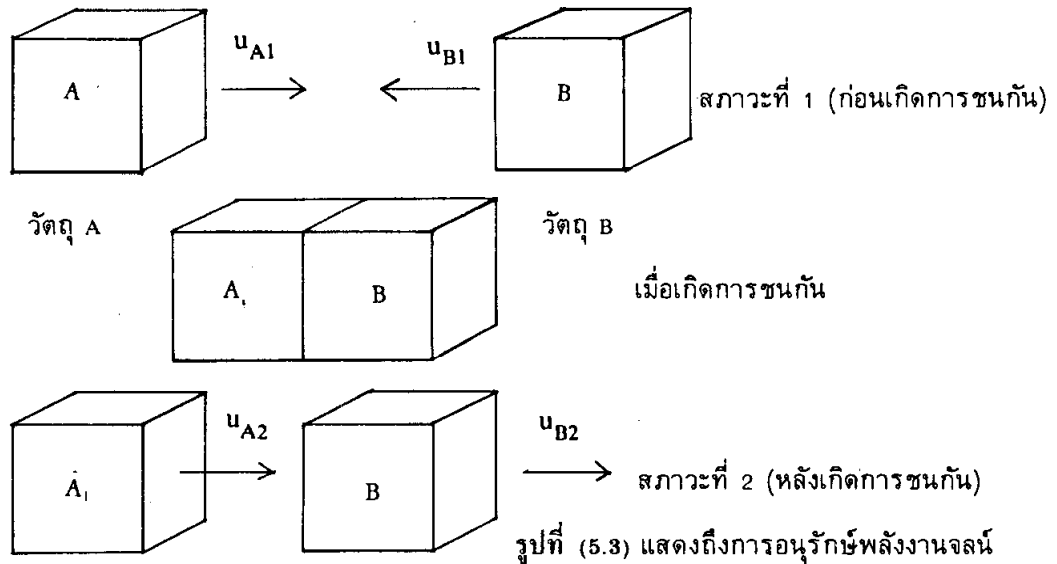 u_A1 u_B1
A B
สภาวะที่ 1 (ก่อนเกิดการชนกัน)
วัตถุ A วัตถุ B
A, B
เมื่อเกิดการชนกัน
u_A2 u_B2
A₁ B
สภาวะที่ 2 (หลังเกิดการชนกัน)
รูปที่ (5.3) แสดงถึงการอนุรักษ์พลังงานจลน์